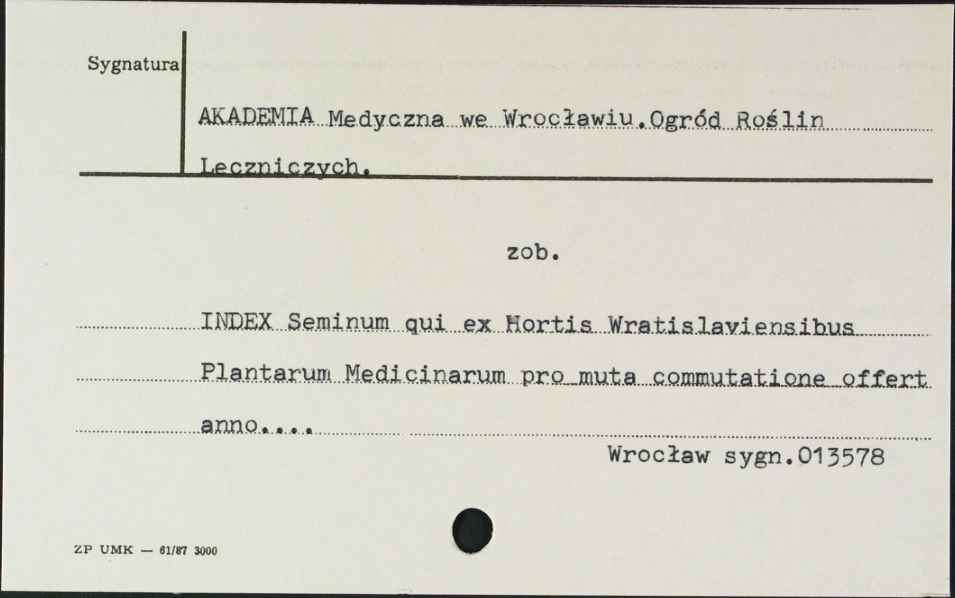 Sygnatura
AKADEMIA Medyczna we Wrocławiu.Ogród Roślin
Leczniczych.
zob.
INDEX Seminum qui ex Hortis Wratislaviensibus
Plantarum Medicinarum pro muta commutatione offert
anno....
Wrocław sygn.013578
ZP UMK — 61/87 3000